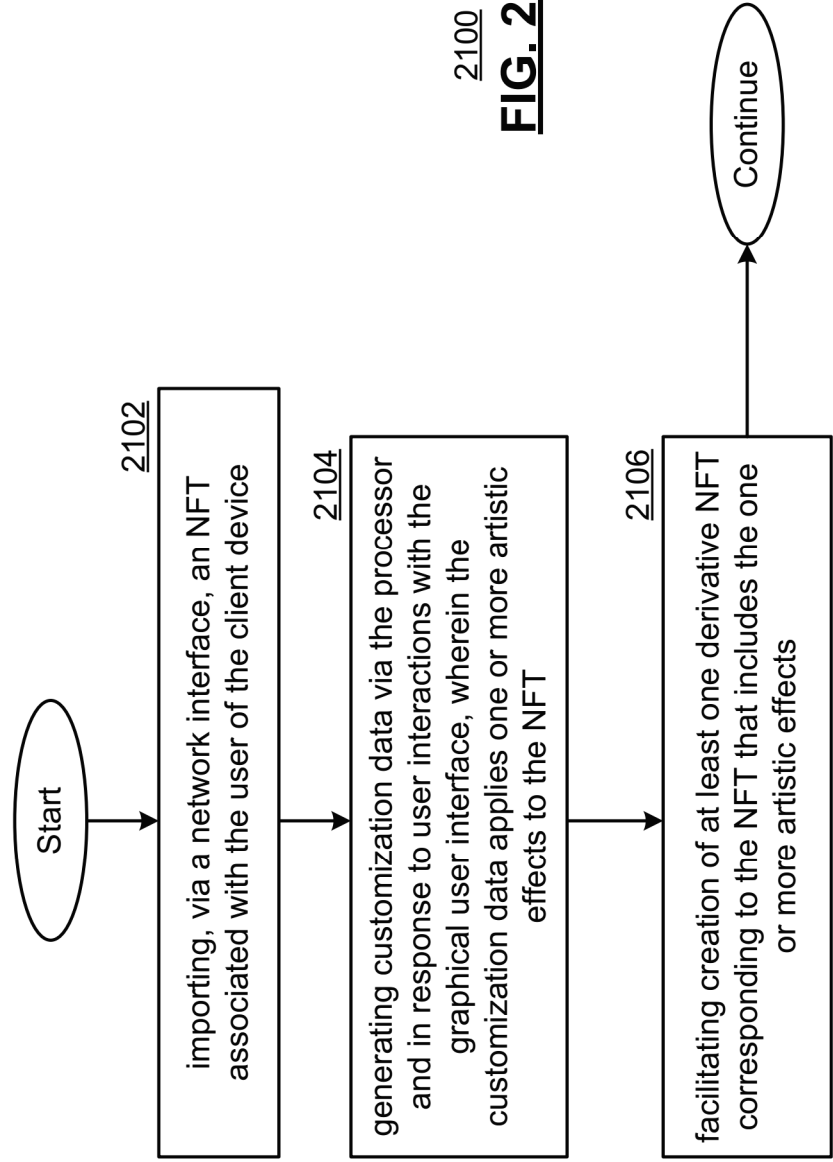 Start
2102
importing, via a network interface, an NFT
associated with the user of the client device
2104
generating customization data via the processor
and in response to user interactions with the
graphical user interface, wherein the
customization data applies one or more artistic
effects to the NFT
2106
facilitating creation of at least one derivative NFT
corresponding to the NFT that includes the one
or more artistic effects
Continue
2100
FIG. 2